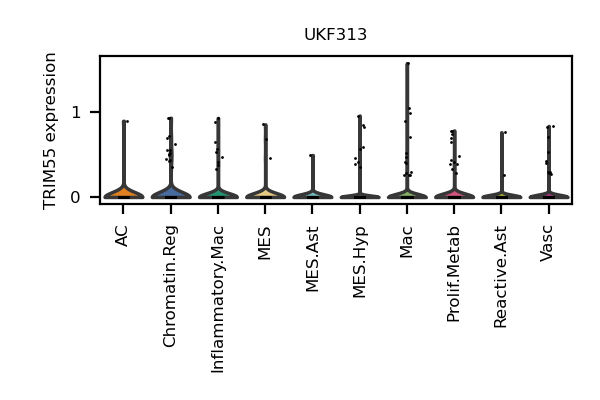 UKF313
TRIM55 expression
1
0
AC
Chromatin.Reg
Inflammatory.Mac
MES
MES.Ast
MES.Hyp
Mac
Prolif.Metab
Reactive.Ast
Vasc